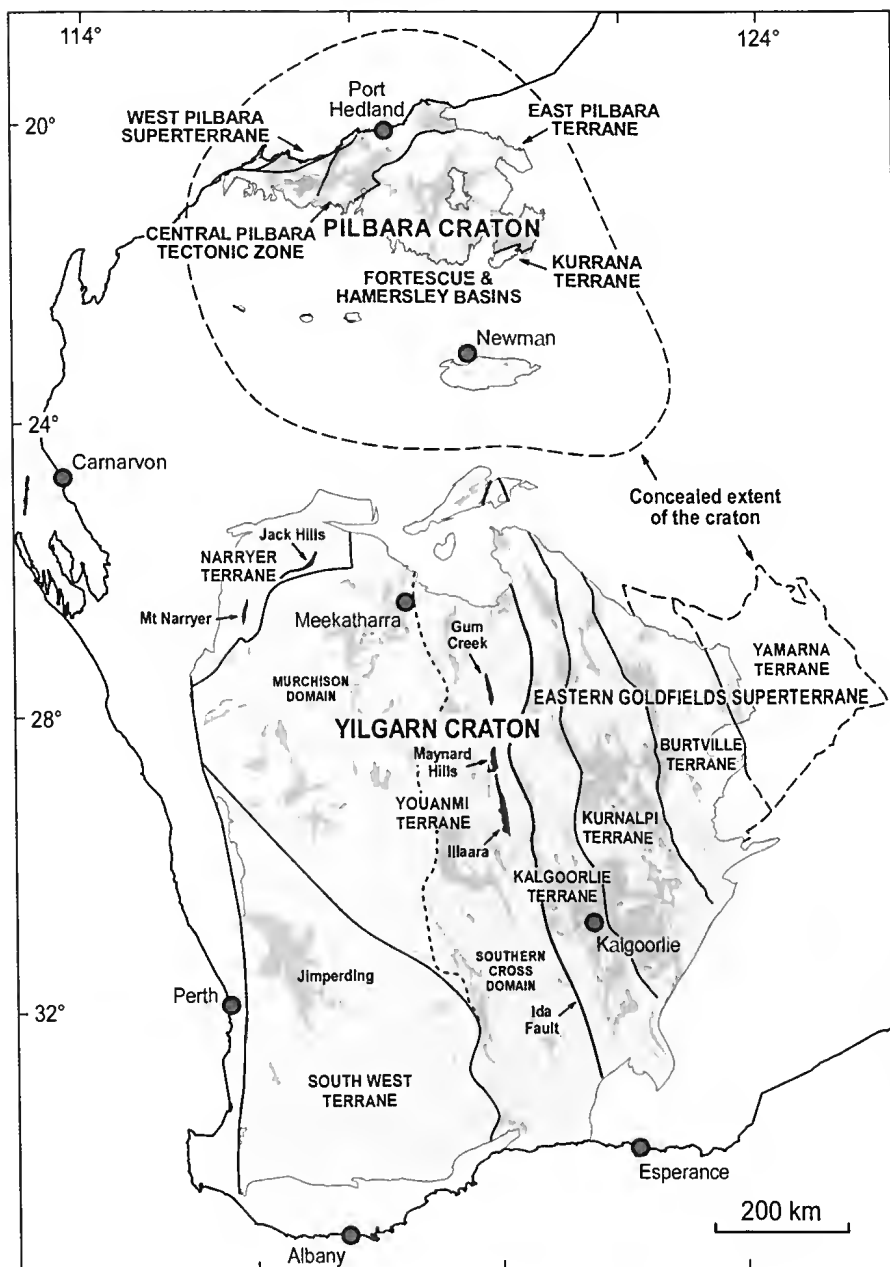 114°
124°
Port
Hedland
WEST PILBARA
SUPERTERRANE
EAST PILBARA
TERRANE
20°
CENTRAL PILBARA
TECTONIC ZONE
PILBARA CRATON
KURRANA
TERRANE
FORTESCUE &
HAMERSLEY BASINS
Newman
24°
Carnarvon
Concealed extent
of the craton
Jack Hills
NARRYER
TERRANE
Mt Narryer
Meekatharra
Gum
Creek
YAMARNA
TERRANE
MURCHISON
DOMAIN
EASTERN GOLDFIELDS SUPERTERRANE
28°
YILGARN CRATON
BURTVILLE
TERRANE
Maynard
Hills
YOUANMI
TERRANE
KURNALPI
TERRANE
Illaara
KALGOORLIE
TERRANE
Kalgoorlie
SOUTHERN
CROSS
DOMAIN
Jimperding
Perth
32°
Ida
Fault
SOUTH WEST
TERRANE
Esperance
200 km
Albany